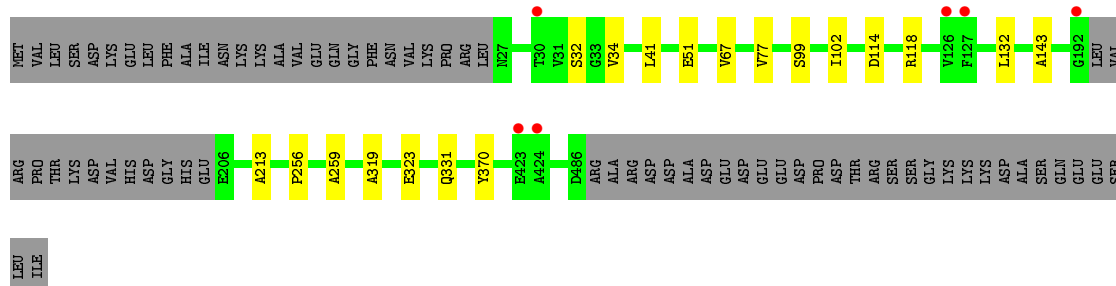 MET VAL LEU SER ASP LYS GLU LEU PHE ALA ILE ASN LYS LYS ALA VAL GLU GLN GLY PHE ASN VAL LYS PRO ARG LEU N27 T30 V31 S32 G33 V34 L41 E51 V67 V77 S99 I102 D114 R118 V126 F127 L132 A143 G192 LEU VAL
ARG PRO THR LYS ASP VAL HIS ASP GLY HIS GLU E206 A213 P256 A259 A319 E323 Q331 Y370 E423 A424 D486 ARG ALA ARG ASP ASP ALA ASP GLU ASP GLU GLU ASP PRO ASP THR ARG SER SER GLY LYS LYS LYS ASP ALA SER GLN GLU GLU SER
LEU ILE